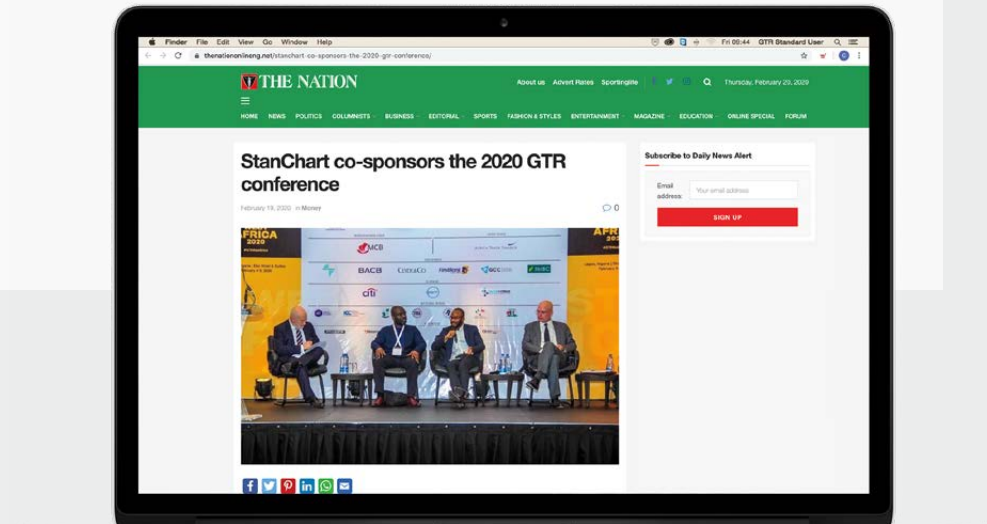 Finder File Edit View Go Window Help
Fri 09:44 GTR Standard User
thenationonlineng.net/stanchart-co-sponsors-the-2020-gtr-conference/
THE NATION
About us Advert Rates Sportinglife
Thursday, February 20, 2020
HOME NEWS POLITICS COLUMNISTS BUSINESS EDITORIAL SPORTS FASHION & STYLES ENTERTAINMENT MAGAZINE EDUCATION ONLINE SPECIAL FORUM
StanChart co-sponsors the 2020 GTR
conference
February 19, 2020 in Money
0
AFRICA
2020
AFR
MCB
BACB
citi
Subscribe to Daily News Alert
Email
address:
Your email address
SIGN UP